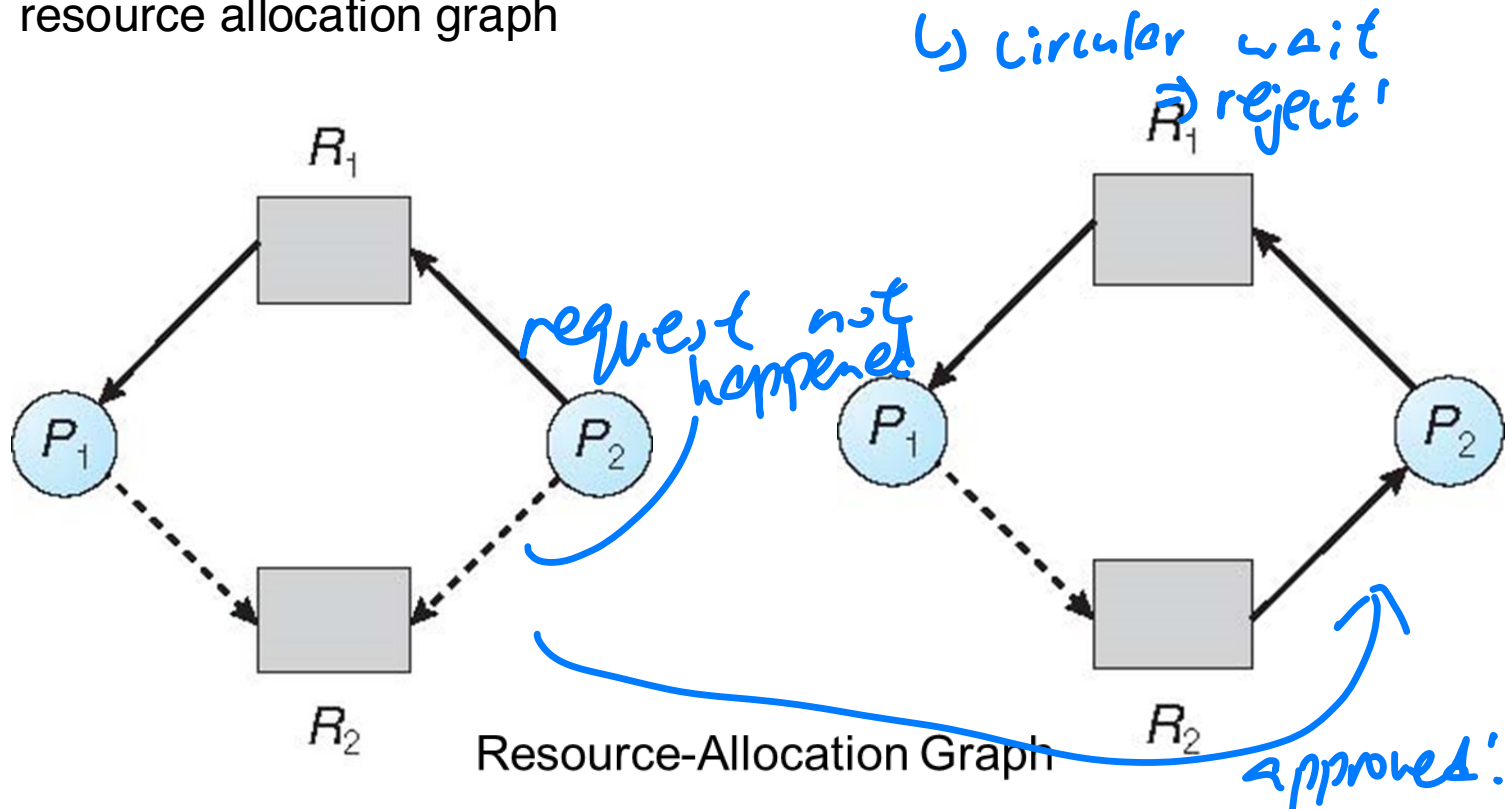 resource allocation graph
↳ circular wait
⇒ reject!
R₁
R₁
request not
happened
P₁
P₂
P₁
P₂
R₂
R₂
Resource-Allocation Graph
approved!